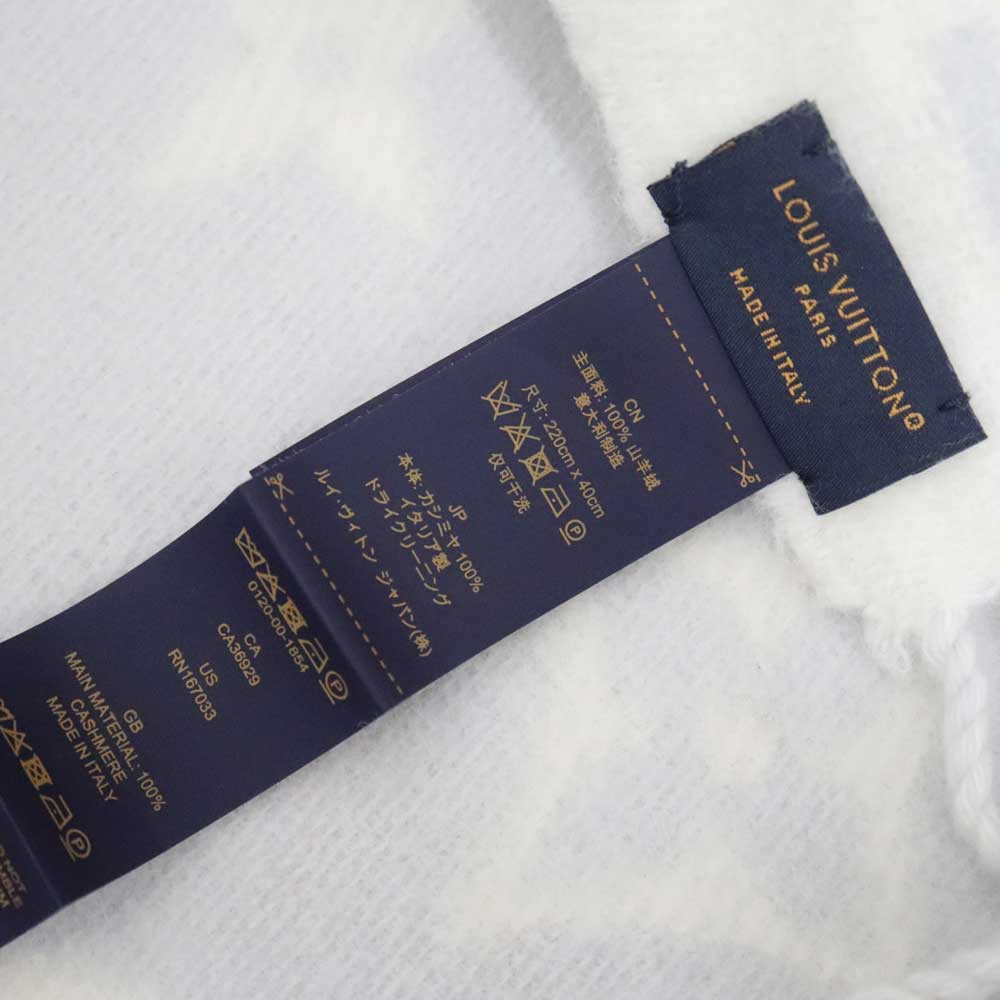 LOUIS VUITTON
PARIS
MADE IN ITALY
CN
主面料: 100% 山羊绒
意大利制造
尺寸: 220cm x 40cm
仅可干洗
JP
本体: カシミヤ 100%
イタリア製
ドライクリーニング
ルイ・ヴィトン ジャパン(株)
0120-00-1854
CA
CA36929
US
RN167033
GB
MAIN MATERIAL: 100%
CASHMERE
MADE IN ITALY
NOT